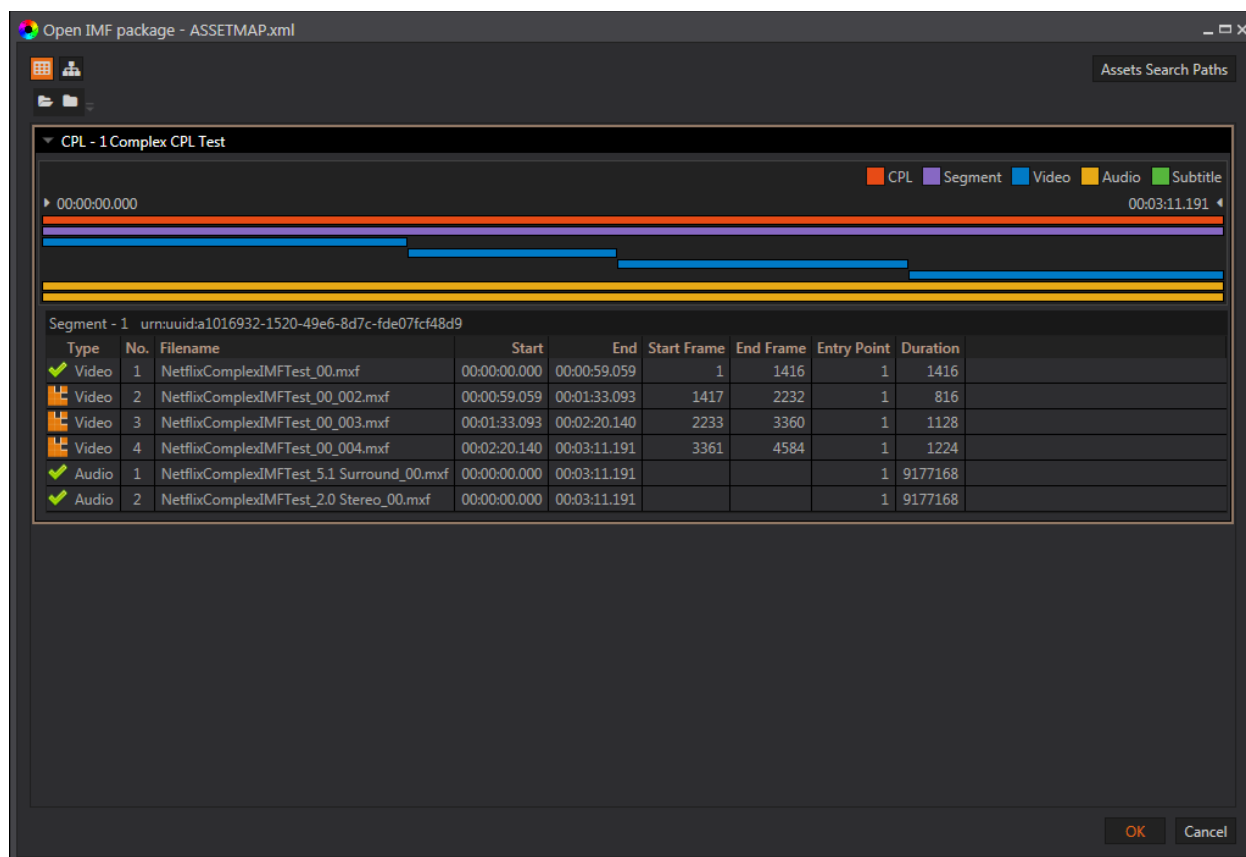 Open IMF package - ASSETMAP.xml
Assets Search Paths
CPL - 1 Complex CPL Test
CPL Segment Video Audio Subtitle
00:00:00.000 00:03:11.191
Segment - 1 urn:uuid:a1016932-1520-49e6-8d7c-fde07fcf48d9
Type No. Filename Start End Start Frame End Frame Entry Point Duration
Video 1 NetflixComplexIMFTest_00.mxf 00:00:00.000 00:00:59.059 1 1416 1 1416
Video 2 NetflixComplexIMFTest_00_002.mxf 00:00:59.059 00:01:33.093 1417 2232 1 816
Video 3 NetflixComplexIMFTest_00_003.mxf 00:01:33.093 00:02:20.140 2233 3360 1 1128
Video 4 NetflixComplexIMFTest_00_004.mxf 00:02:20.140 00:03:11.191 3361 4584 1 1224
Audio 1 NetflixComplexIMFTest_5.1 Surround_00.mxf 00:00:00.000 00:03:11.191 1 9177168
Audio 2 NetflixComplexIMFTest_2.0 Stereo_00.mxf 00:00:00.000 00:03:11.191 1 9177168
OK Cancel